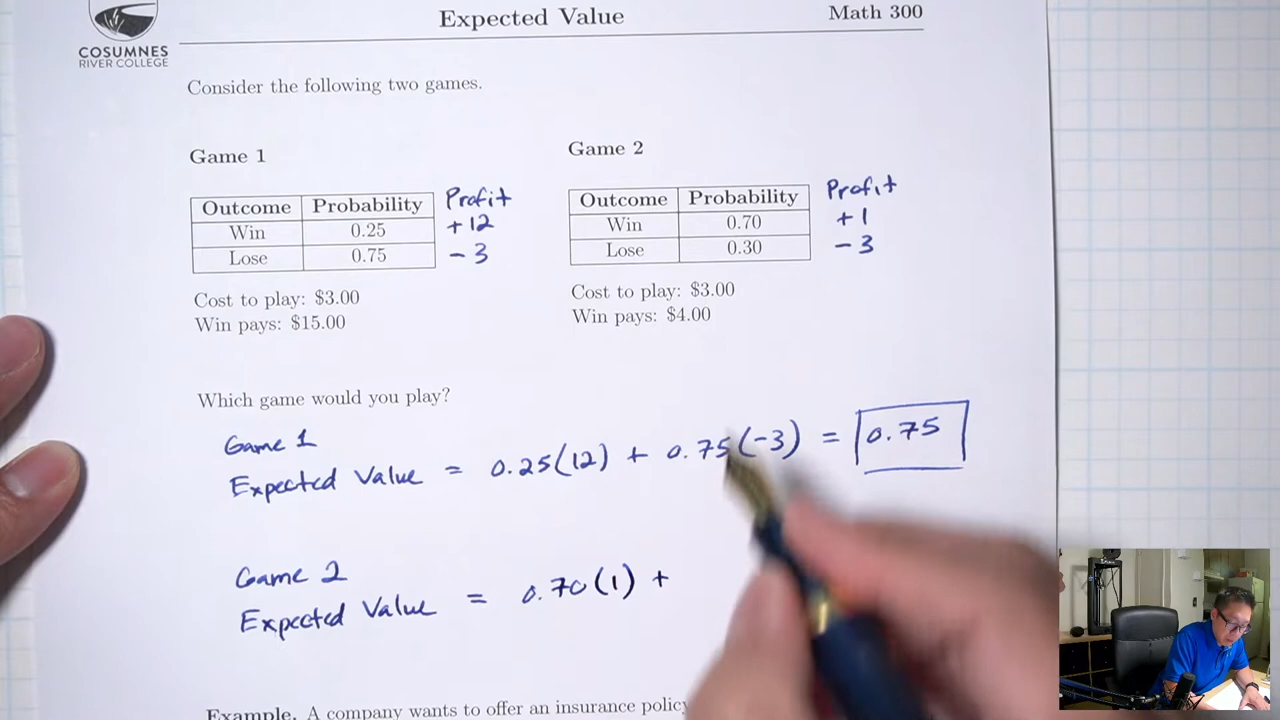 Expected Value
Math 300
COSUMNES
RIVER COLLEGE
Consider the following two games.
Game 1
Outcome Probability Profit
Win 0.25 +12
Lose 0.75 -3
Cost to play: $3.00
Win pays: $15.00
Game 2
Outcome Probability Profit
Win 0.70 +1
Lose 0.30 -3
Cost to play: $3.00
Win pays: $4.00
Which game would you play?
Game 1
Expected Value = 0.25(12) + 0.75(-3) = 0.75
Game 2
Expected Value = 0.70(1) +
Example. A company wants to offer an insurance policy